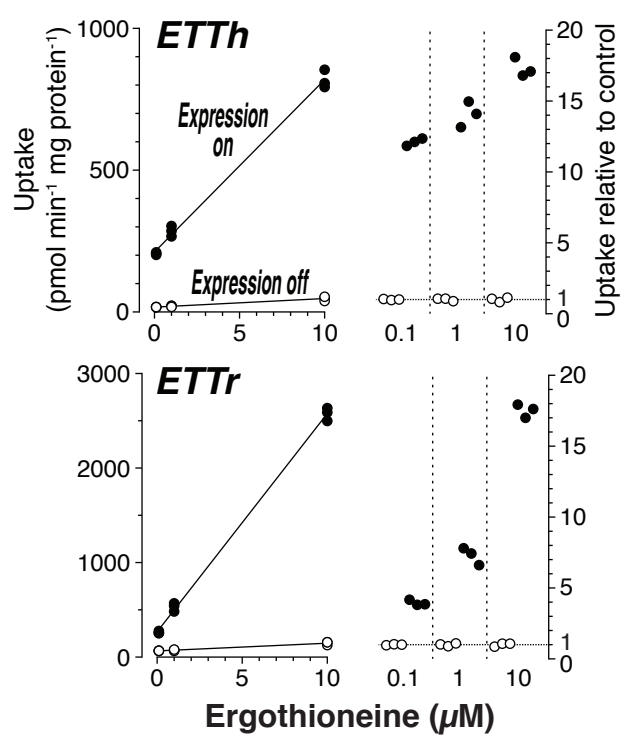 ETTh
Uptake
(pmol min⁻¹ mg protein⁻¹)
1000
500
0
Expression
on
Expression off
0 5 10
0.1 1 10
20
15
10
5
1
0
Uptake relative to control
ETTr
3000
2000
1000
0
0 5 10
0.1 1 10
20
15
10
5
1
0
Ergothioneine (µM)